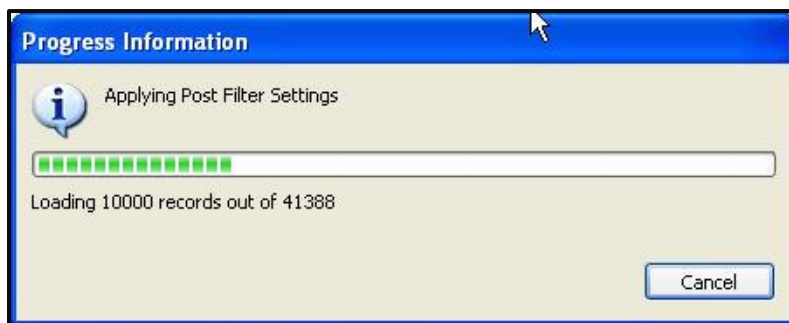 Progress Information
Applying Post Filter Settings
Loading 10000 records out of 41388
Cancel